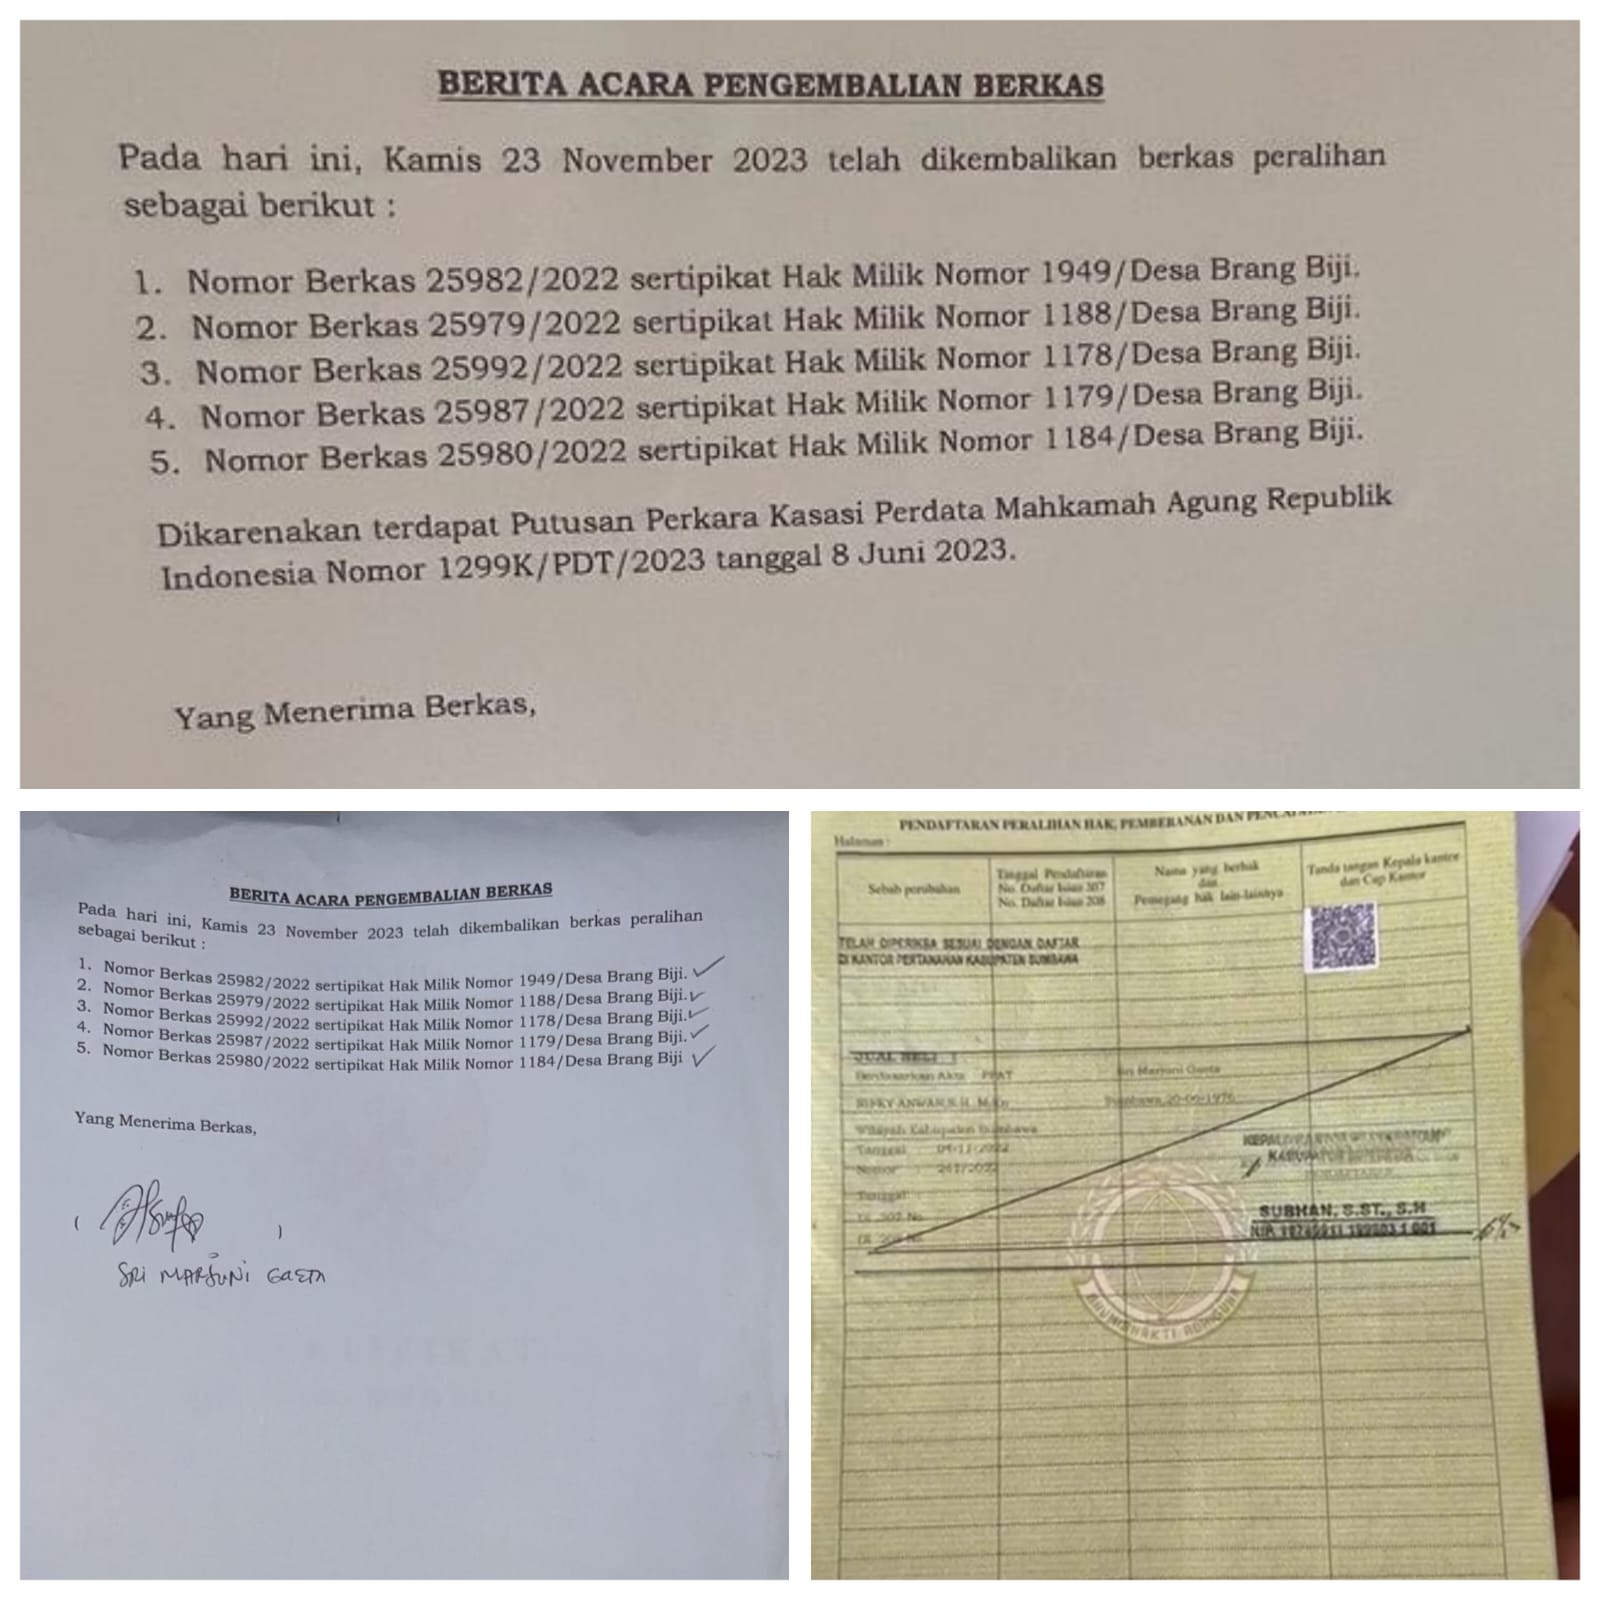 BERITA ACARA PENGEMBALIAN BERKAS
Pada hari ini, Kamis 23 November 2023 telah dikembalikan berkas peralihan
sebagai berikut :
1. Nomor Berkas 25982/2022 sertipikat Hak Milik Nomor 1949/Desa Brang Biji.
2. Nomor Berkas 25979/2022 sertipikat Hak Milik Nomor 1188/Desa Brang Biji.
3. Nomor Berkas 25992/2022 sertipikat Hak Milik Nomor 1178/Desa Brang Biji.
4. Nomor Berkas 25987/2022 sertipikat Hak Milik Nomor 1179/Desa Brang Biji.
5. Nomor Berkas 25980/2022 sertipikat Hak Milik Nomor 1184/Desa Brang Biji.
Dikarenakan terdapat Putusan Perkara Kasasi Perdata Mahkamah Agung Republik
Indonesia Nomor 1299K/PDT/2023 tanggal 8 Juni 2023.
Yang Menerima Berkas,
BERITA ACARA PENGEMBALIAN BERKAS
Pada hari ini, Kamis 23 November 2023 telah dikembalikan berkas peralihan
sebagai berikut :
1. Nomor Berkas 25982/2022 sertipikat Hak Milik Nomor 1949/Desa Brang Biji.
2. Nomor Berkas 25979/2022 sertipikat Hak Milik Nomor 1188/Desa Brang Biji.
3. Nomor Berkas 25992/2022 sertipikat Hak Milik Nomor 1178/Desa Brang Biji.
4. Nomor Berkas 25987/2022 sertipikat Hak Milik Nomor 1179/Desa Brang Biji.
5. Nomor Berkas 25980/2022 sertipikat Hak Milik Nomor 1184/Desa Brang Biji
Yang Menerima Berkas,
SRI MARJUNI GAETA
PENDAFTARAN PERALIHAN HAK, PEMBEBANAN DAN
Halaman :
Sebab perubahan
Tanggal Pendaftaran
No. Daftar Isian 307
No. Daftar Isian 208
Nama yang berhak
dan
Pemegang hak lain-lainnya
Tanda tangan Kepala kantor
dan Cap Kantor
TELAH DIPERIKSA SESUAI DENGAN DAFTAR
DI KANTOR PERTANAHAN KABUPATEN SUMBAWA
JUAL BELI :
Berdasarkan Akta PPAT
Sri Marjuni Gaeta
RIFKY ANWAR S.H. M.Kn
Sumbawa, 20-06-1976
Wilayah Kabupaten Sumbawa
Tanggal 04-11-2022
Nomor 241/2022
Tanggal
DI. 307 No
DI. 208 No
SUBHAN, S.ST., S.H
BHUMI BHAKTI ADHIGUNA